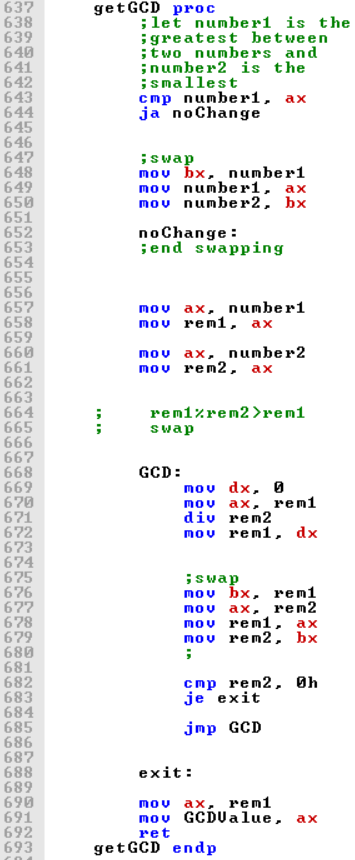 637 getGCD proc
638 ;let number1 is the
639 ;greatest between
640 ;two numbers and
641 ;number2 is the
642 ;smallest
643 cmp number1, ax
644 ja noChange
645
646
647 ;swap
648 mov bx, number1
649 mov number1, ax
650 mov number2, bx
651
652 noChange:
653 ;end swapping
654
655
656
657 mov ax, number1
658 mov rem1, ax
659
660 mov ax, number2
661 mov rem2, ax
662
663
664 ; rem1%rem2>rem1
665 ; swap
666
667
668 GCD:
669 mov dx, 0
670 mov ax, rem1
671 div rem2
672 mov rem1, dx
673
674
675 ;swap
676 mov bx, rem1
677 mov ax, rem2
678 mov rem1, ax
679 mov rem2, bx
680 ;
681
682 cmp rem2, 0h
683 je exit
684
685 jmp GCD
686
687
688 exit:
689
690 mov ax, rem1
691 mov GCDValue, ax
692 ret
693 getGCD endp